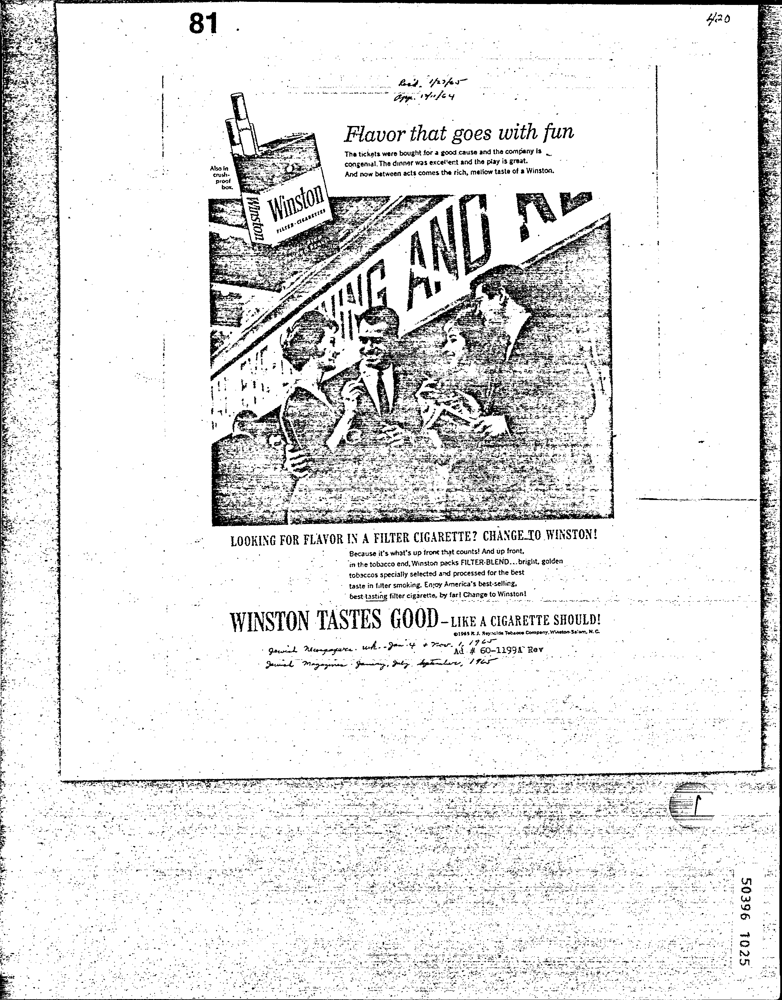 81
4/20
Rec'd. 1/27/65
App. 12/11/64
Flavor that goes with fun
The tickets were bought for a good cause and the company is
congenial. The dinner was excellent and the play is great.
And now between acts comes the rich, mellow taste of a Winston.
Also in
crush-
proof
box.
Winston
Winston
FILTER-CIGARETTES
ING AND
LOOKING FOR FLAVOR IN A FILTER CIGARETTE? CHANGE TO WINSTON!
Because it's what's up front that counts! And up front,
in the tobacco end, Winston packs FILTER-BLEND...bright, golden
tobaccos specially selected and processed for the best
taste in filter smoking. Enjoy America's best-selling,
best tasting filter cigarette, by far! Change to Winston!
WINSTON TASTES GOOD-LIKE A CIGARETTE SHOULD!
©1965 R. J. Reynolds Tobacco Company, Winston-Salem, N. C.
Jewish Newspapers - wk. - Jan 4 & Nov. 1, 1965
Ad # 60-1199A Rev
Jewish Magazines - January, July, September, 1965
1
50396 1025